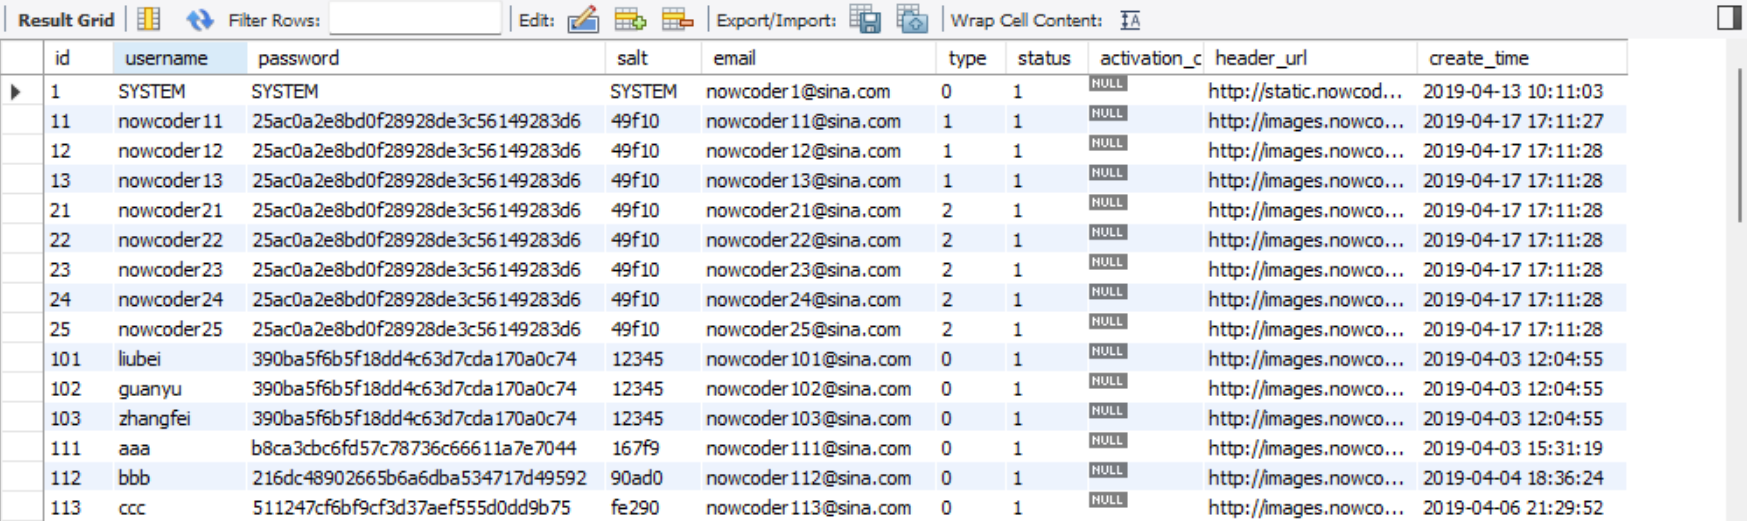 Result Grid Filter Rows: Edit: Export/Import: Wrap Cell Content: IA
id username password salt email type status activation_c header_url create_time
1 SYSTEM SYSTEM SYSTEM nowcoder1@sina.com 0 1 NULL http://static.nowcod... 2019-04-13 10:11:03
11 nowcoder11 25ac0a2e8bd0f28928de3c56149283d6 49f10 nowcoder11@sina.com 1 1 NULL http://images.nowco... 2019-04-17 17:11:27
12 nowcoder12 25ac0a2e8bd0f28928de3c56149283d6 49f10 nowcoder12@sina.com 1 1 NULL http://images.nowco... 2019-04-17 17:11:28
13 nowcoder13 25ac0a2e8bd0f28928de3c56149283d6 49f10 nowcoder13@sina.com 1 1 NULL http://images.nowco... 2019-04-17 17:11:28
21 nowcoder21 25ac0a2e8bd0f28928de3c56149283d6 49f10 nowcoder21@sina.com 2 1 NULL http://images.nowco... 2019-04-17 17:11:28
22 nowcoder22 25ac0a2e8bd0f28928de3c56149283d6 49f10 nowcoder22@sina.com 2 1 NULL http://images.nowco... 2019-04-17 17:11:28
23 nowcoder23 25ac0a2e8bd0f28928de3c56149283d6 49f10 nowcoder23@sina.com 2 1 NULL http://images.nowco... 2019-04-17 17:11:28
24 nowcoder24 25ac0a2e8bd0f28928de3c56149283d6 49f10 nowcoder24@sina.com 2 1 NULL http://images.nowco... 2019-04-17 17:11:28
25 nowcoder25 25ac0a2e8bd0f28928de3c56149283d6 49f10 nowcoder25@sina.com 2 1 NULL http://images.nowco... 2019-04-17 17:11:28
101 liubei 390ba5f6b5f18dd4c63d7cda170a0c74 12345 nowcoder101@sina.com 0 1 NULL http://images.nowco... 2019-04-03 12:04:55
102 guanyu 390ba5f6b5f18dd4c63d7cda170a0c74 12345 nowcoder102@sina.com 0 1 NULL http://images.nowco... 2019-04-03 12:04:55
103 zhangfei 390ba5f6b5f18dd4c63d7cda170a0c74 12345 nowcoder103@sina.com 0 1 NULL http://images.nowco... 2019-04-03 12:04:55
111 aaa b8ca3cbc6fd57c78736c66611a7e7044 167f9 nowcoder111@sina.com 0 1 NULL http://images.nowco... 2019-04-03 15:31:19
112 bbb 216dc48902665b6a6dba534717d49592 90ad0 nowcoder112@sina.com 0 1 NULL http://images.nowco... 2019-04-04 18:36:24
113 ccc 511247cf6bf9cf3d37aef555d0dd9b75 fe290 nowcoder113@sina.com 0 1 NULL http://images.nowco... 2019-04-06 21:29:52